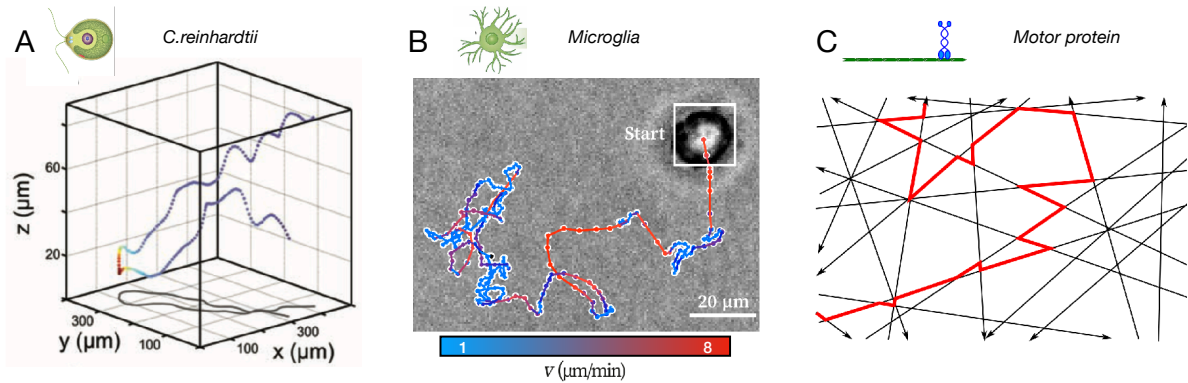 A
C.reinhardtii
60
20
z (µm)
300
100
y (µm)
100
300
x (µm)
B
Microglia
Start
20 µm
1
8
v (µm/min)
C
Motor protein